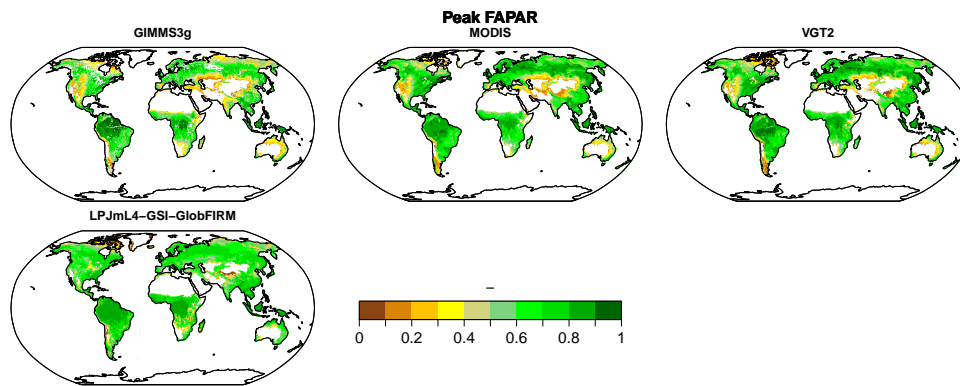 Peak FAPAR
GIMMS3g
MODIS
VGT2
LPJmL4−GSI−GlobFIRM
−
0 0.2 0.4 0.6 0.8 1